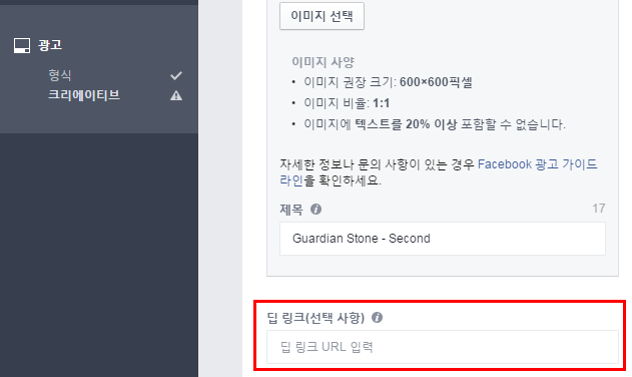 이미지 선택
광고
형식
크리에이티브
이미지 사양
• 이미지 권장 크기: 600×600픽셀
• 이미지 비율: 1:1
• 이미지에 텍스트를 20% 이상 포함할 수 없습니다.
자세한 정보나 문의 사항이 있는 경우 Facebook 광고 가이드
라인을 확인하세요.
제목 17
Guardian Stone - Second
딥 링크(선택 사항)
딥 링크 URL 입력